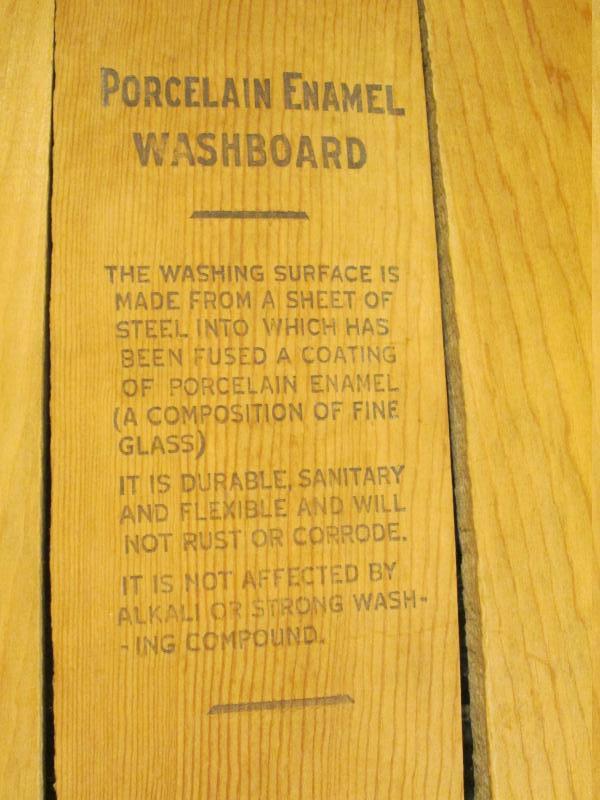 PORCELAIN ENAMEL
WASHBOARD
THE WASHING SURFACE IS
MADE FROM A SHEET OF
STEEL INTO WHICH HAS
BEEN FUSED A COATING
OF PORCELAIN ENAMEL
(A COMPOSITION OF FINE
GLASS)
IT IS DURABLE, SANITARY
AND FLEXIBLE AND WILL
NOT RUST OR CORRODE.
IT IS NOT AFFECTED BY
ALKALI OR STRONG WASH-
-ING COMPOUND.